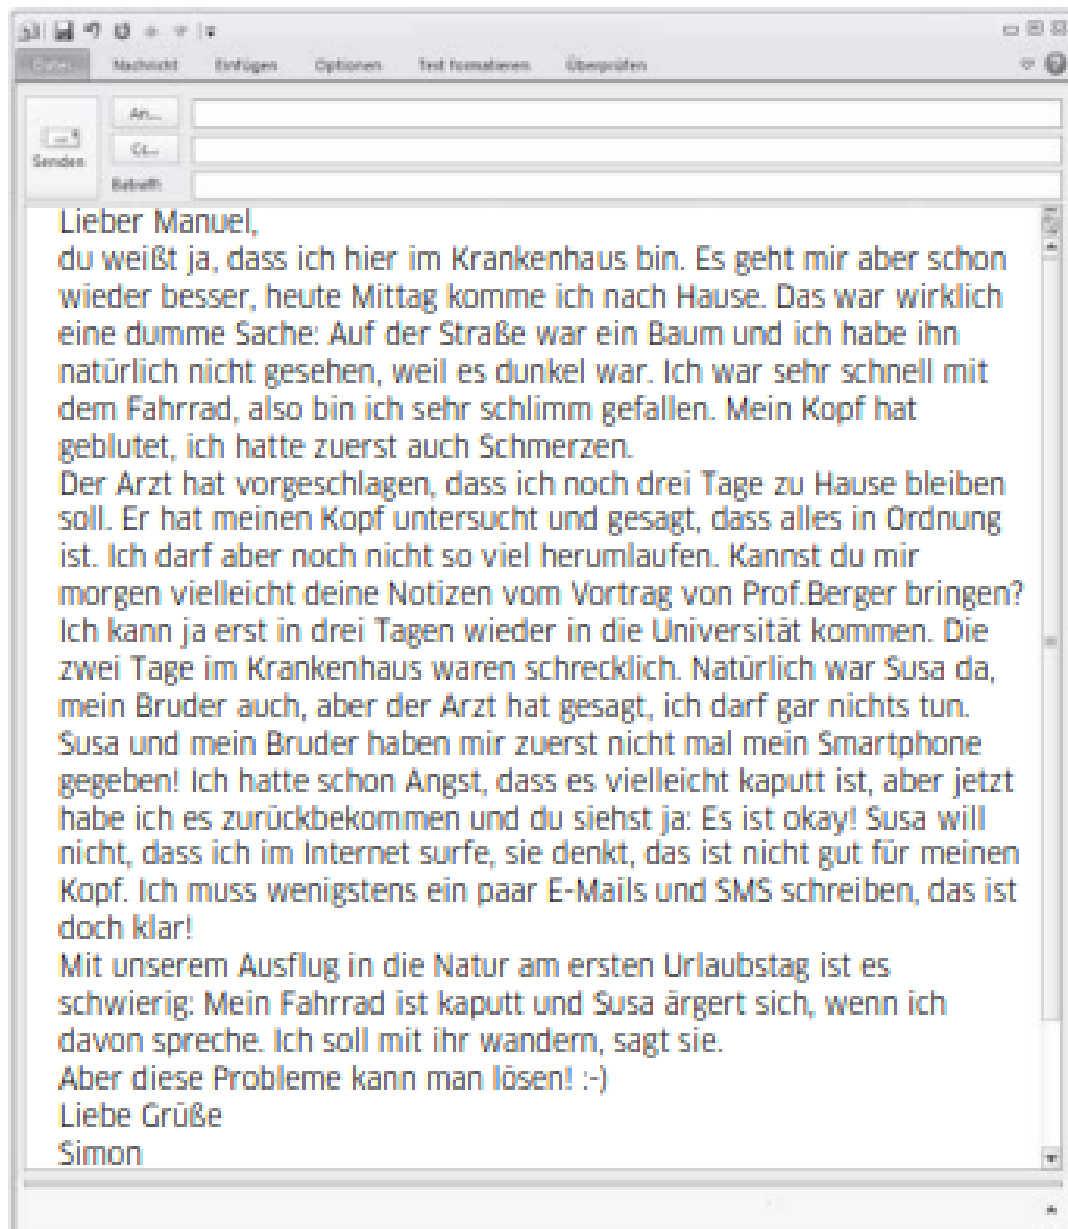 Datei Nachricht Einfügen Optionen Text formatieren Überprüfen
An...
Cc...
Senden
Betreff:
Lieber Manuel,
du weißt ja, dass ich hier im Krankenhaus bin. Es geht mir aber schon
wieder besser, heute Mittag komme ich nach Hause. Das war wirklich
eine dumme Sache: Auf der Straße war ein Baum und ich habe ihn
natürlich nicht gesehen, weil es dunkel war. Ich war sehr schnell mit
dem Fahrrad, also bin ich sehr schlimm gefallen. Mein Kopf hat
geblutet, ich hatte zuerst auch Schmerzen.
Der Arzt hat vorgeschlagen, dass ich noch drei Tage zu Hause bleiben
soll. Er hat meinen Kopf untersucht und gesagt, dass alles in Ordnung
ist. Ich darf aber noch nicht so viel herumlaufen. Kannst du mir
morgen vielleicht deine Notizen vom Vortrag von Prof.Berger bringen?
Ich kann ja erst in drei Tagen wieder in die Universität kommen. Die
zwei Tage im Krankenhaus waren schrecklich. Natürlich war Susa da,
mein Bruder auch, aber der Arzt hat gesagt, ich darf gar nichts tun.
Susa und mein Bruder haben mir zuerst nicht mal mein Smartphone
gegeben! Ich hatte schon Angst, dass es vielleicht kaputt ist, aber jetzt
habe ich es zurückbekommen und du siehst ja: Es ist okay! Susa will
nicht, dass ich im Internet surfe, sie denkt, das ist nicht gut für meinen
Kopf. Ich muss wenigstens ein paar E-Mails und SMS schreiben, das ist
doch klar!
Mit unserem Ausflug in die Natur am ersten Urlaubstag ist es
schwierig: Mein Fahrrad ist kaputt und Susa ärgert sich, wenn ich
davon spreche. Ich soll mit ihr wandern, sagt sie.
Aber diese Probleme kann man lösen! :-)
Liebe Grüße
Simon